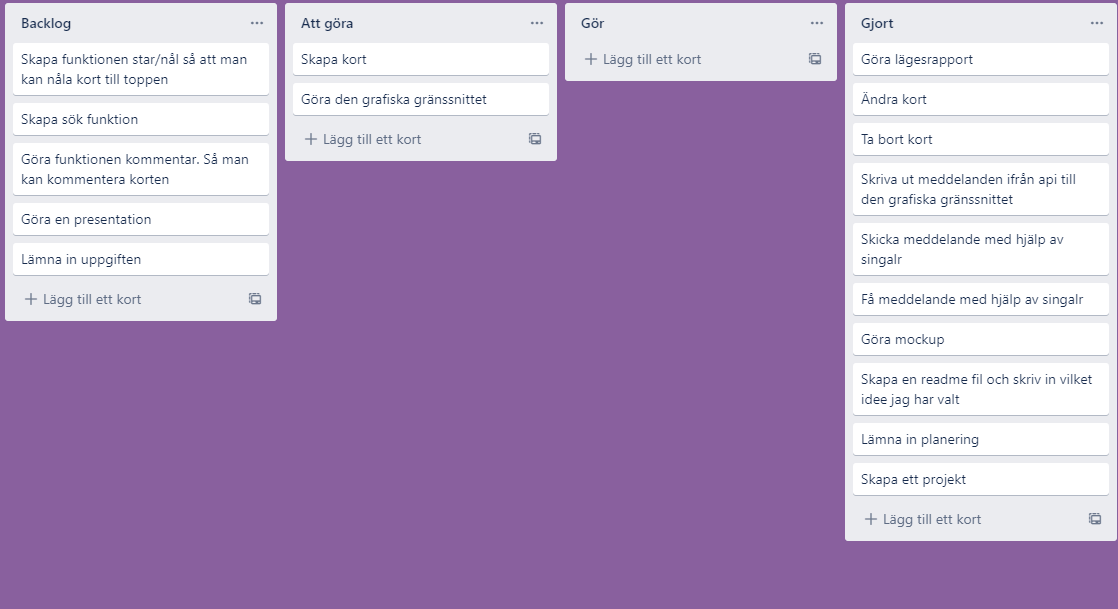 Backlog
Skapa funktionen star/nål så att man
kan nåla kort till toppen
Skapa sök funktion
Göra funktionen kommentar. Så man
kan kommentera korten
Göra en presentation
Lämna in uppgiften
Lägg till ett kort
Att göra
Skapa kort
Göra den grafiska gränssnittet
Lägg till ett kort
Gör
Lägg till ett kort
Gjort
Göra lägesrapport
Ändra kort
Ta bort kort
Skriva ut meddelanden ifrån api till
den grafiska gränssnittet
Skicka meddelande med hjälp av
singalr
Få meddelande med hjälp av singalr
Göra mockup
Skapa en readme fil och skriv in vilket
idee jag har valt
Lämna in planering
Skapa ett projekt
Lägg till ett kort